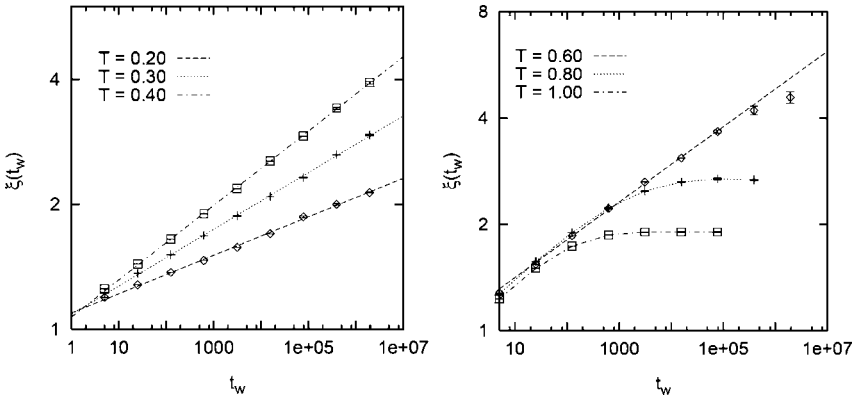 T = 0.20
T = 0.30
T = 0.40
4
2
1
ξ(t_w)
1
10
1000
1e+05
1e+07
t_w
T = 0.60
T = 0.80
T = 1.00
8
4
2
1
ξ(t_w)
10
1000
1e+05
1e+07
t_w